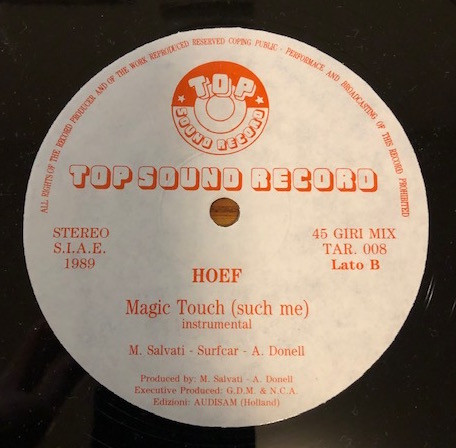 ALL RIGHTS OF THE RECORD PRODUCER AND OF THE WORK REPRODUCED RESERVED COPING PUBLIC - PERFORMACE AND BROADCASTING OF THIS RECORD PROHIBITED
TOP
SOUND RECORD
TOP SOUND RECORD
STEREO
S.I.A.E.
1989
45 GIRI MIX
TAR. 008
Lato B
HOEF
Magic Touch (such me)
instrumental
M. Salvati - Surfcar - A. Donell
Produced by: M. Salvati - A. Donell
Executive Produced: G.D.M. & N.C.A.
Edizioni: AUDISAM (Holland)